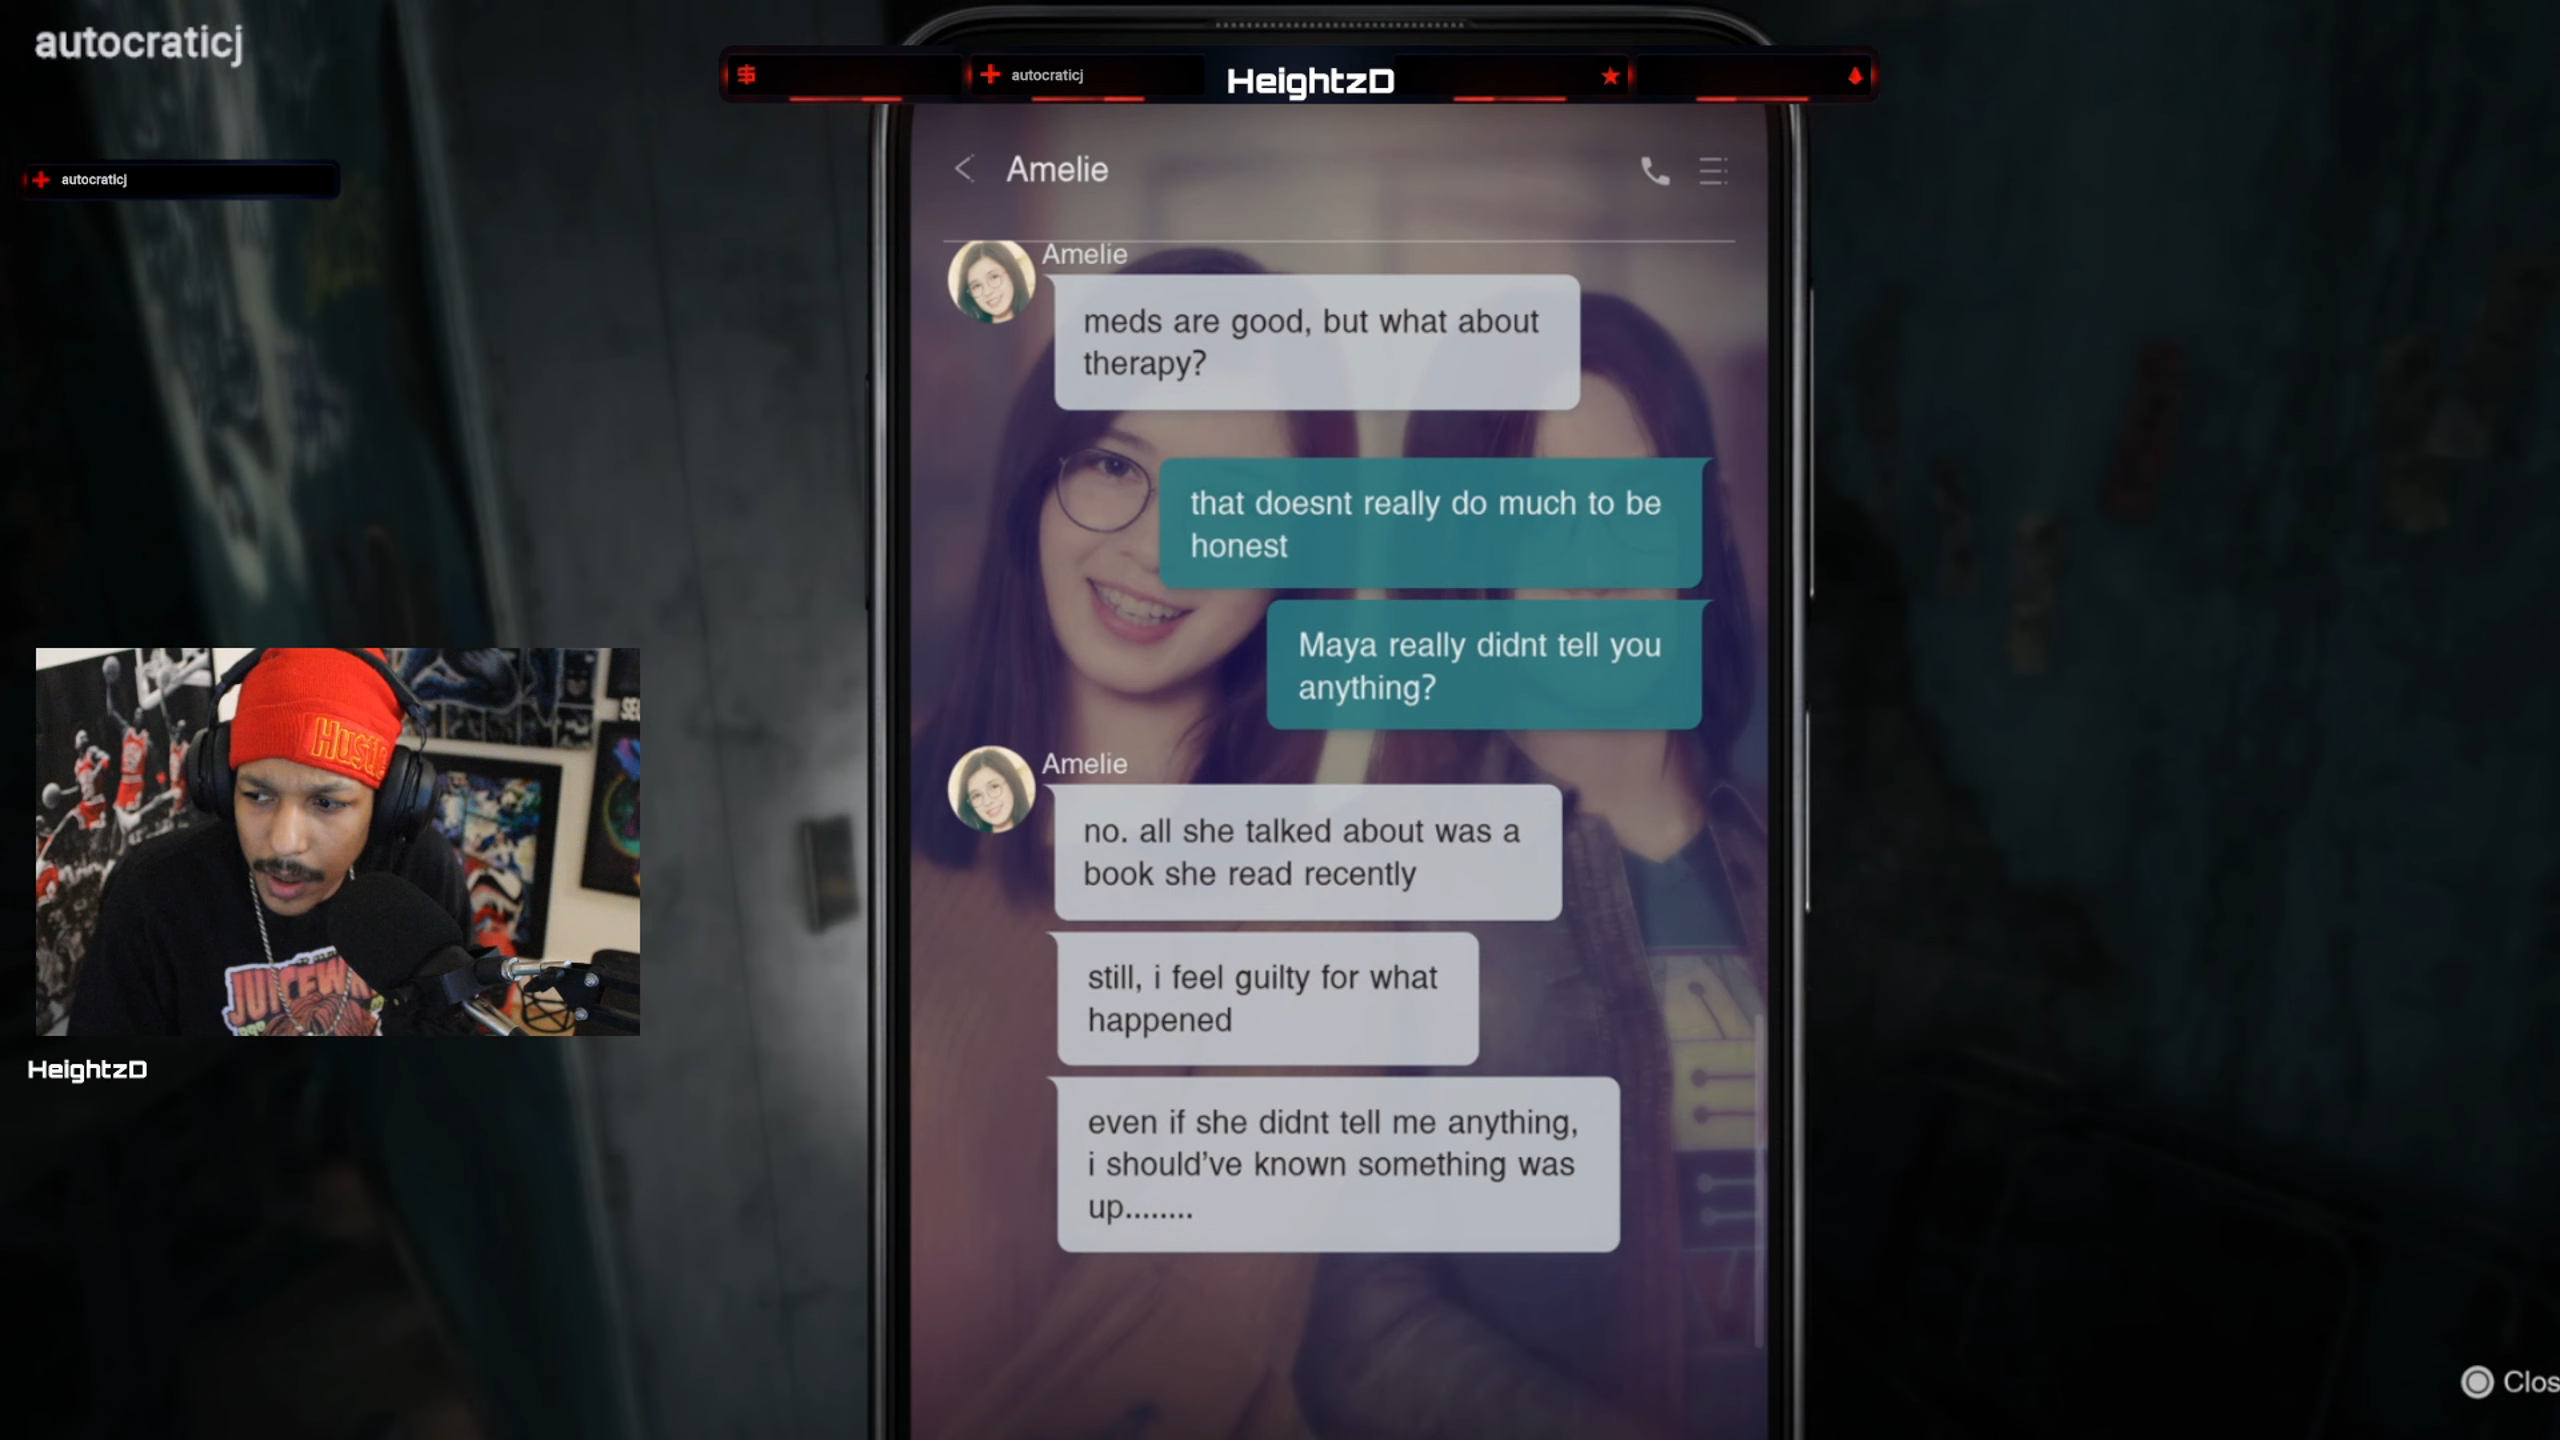 autocraticj
autocraticj
HeightzD
autocraticj
Amelie
Amelie
meds are good, but what about
therapy?
that doesnt really do much to be
honest
Maya really didnt tell you
anything?
Amelie
no. all she talked about was a
book she read recently
still, i feel guilty for what
happened
even if she didnt tell me anything,
i should've known something was
up........
HeightzD
Clos